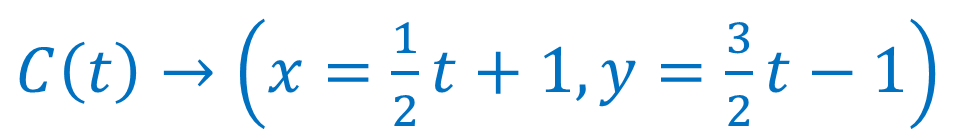 C(t) → (x = 1/2 t + 1, y = 3/2 t − 1)